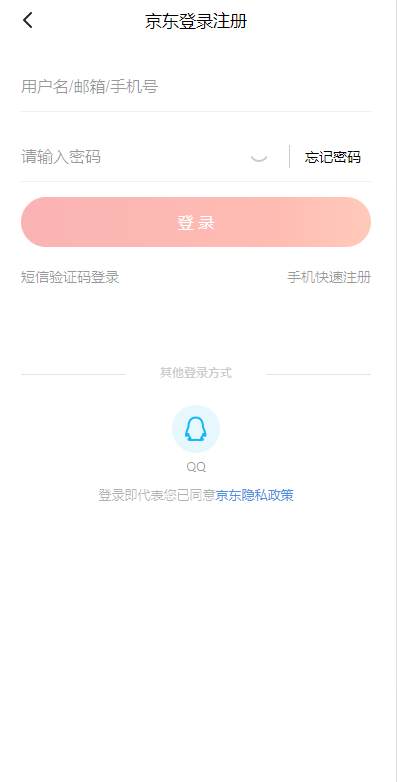 京东登录注册
用户名/邮箱/手机号
请输入密码 忘记密码
登录
短信验证码登录 手机快速注册
其他登录方式
QQ
登录即代表您已同意京东隐私政策